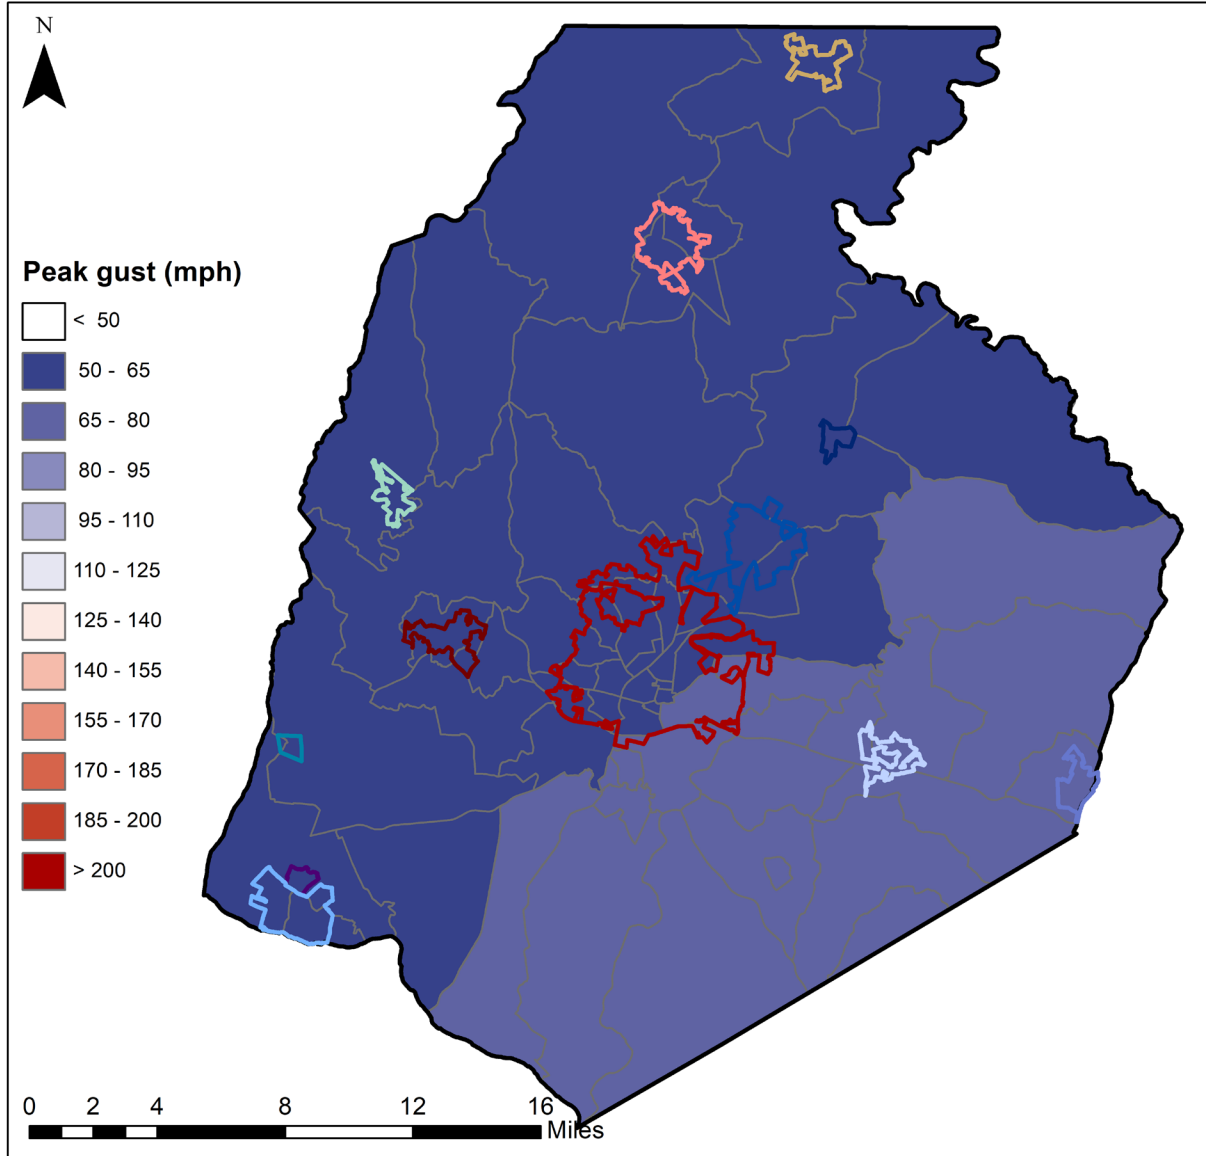 N
Peak gust (mph)
< 50
50 - 65
65 - 80
80 - 95
95 - 110
110 - 125
125 - 140
140 - 155
155 - 170
170 - 185
185 - 200
> 200
0 2 4 8 12 16
Miles